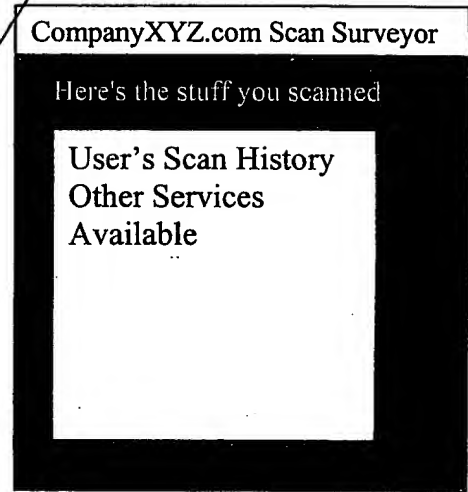 CompanyXYZ.com Scan Surveyor
Here's the stuff you scanned
User's Scan History
Other Services
Available